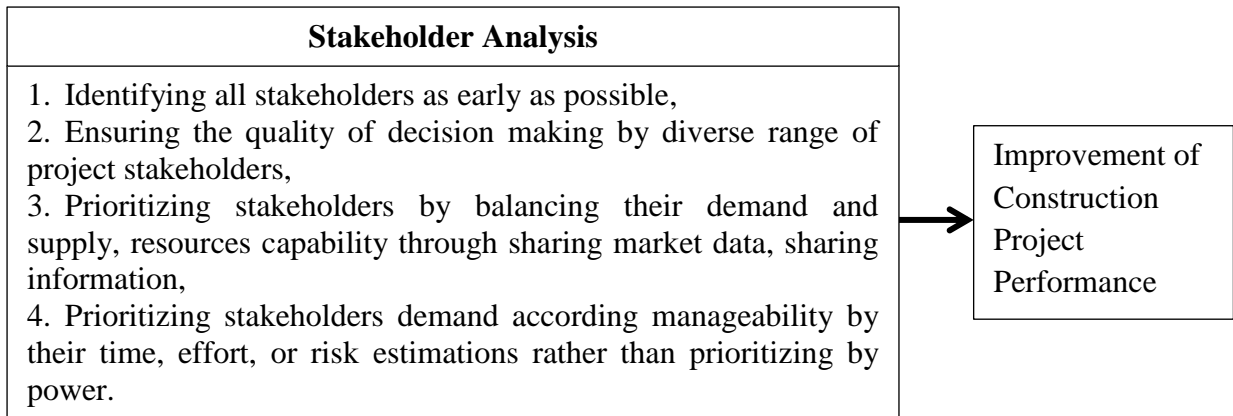 Stakeholder Analysis
1. Identifying all stakeholders as early as possible,
2. Ensuring the quality of decision making by diverse range of
project stakeholders,
3. Prioritizing stakeholders by balancing their demand and
supply, resources capability through sharing market data, sharing
information,
4. Prioritizing stakeholders demand according manageability by
their time, effort, or risk estimations rather than prioritizing by
power.
Improvement of
Construction
Project
Performance